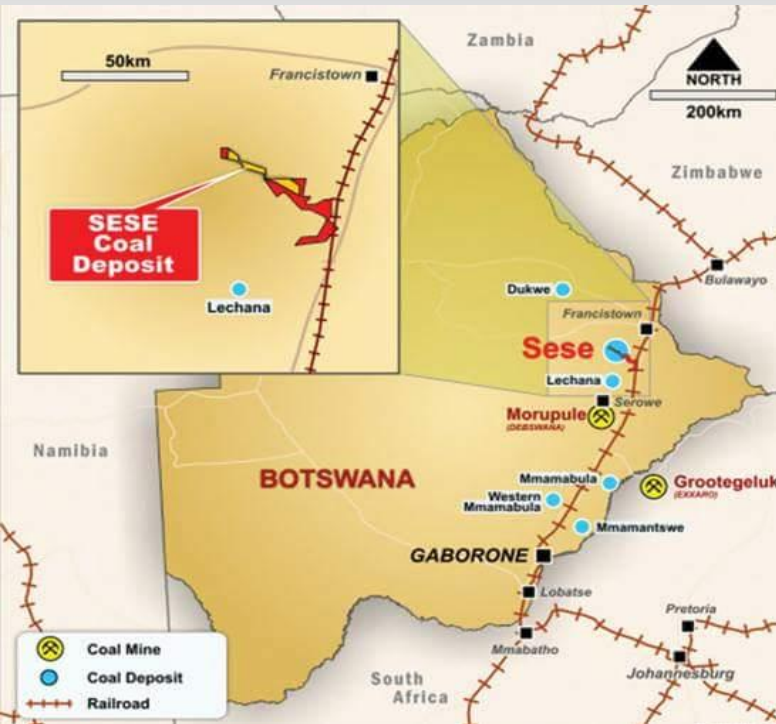 50km
Francistown
SESE
Coal
Deposit
Lechana
Zambia
NORTH
200km
Zimbabwe
Bulawayo
Dukwe
Francistown
Sese
Lechana
Serowe
Morupule
(DEBSWANA)
Namibia
BOTSWANA
Mmamabula
Grootegeluk
(EXXARO)
Western
Mmamabula
Mmamantswe
GABORONE
Lobatse
Pretoria
Mmabatho
Johannesburg
South
Africa
Coal Mine
Coal Deposit
Railroad